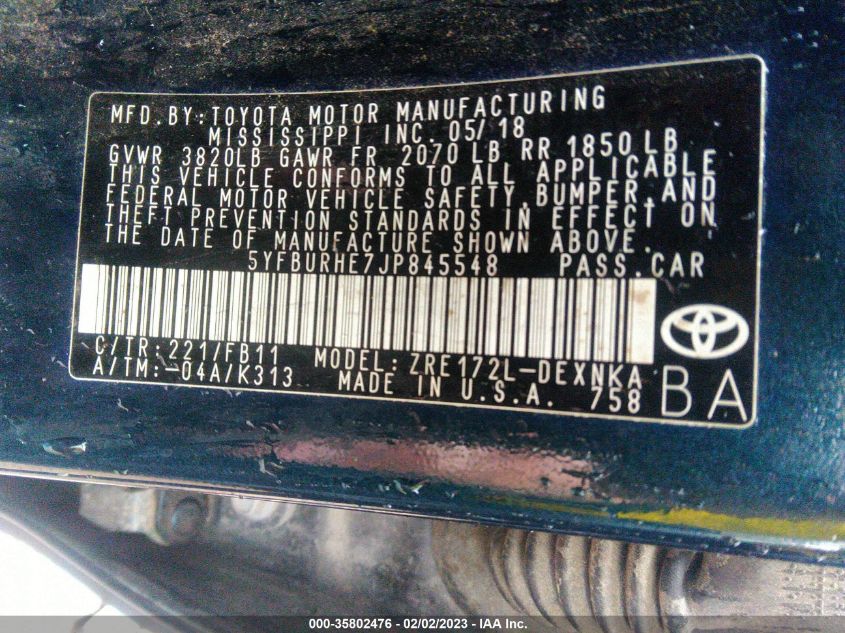 MFD. BY: TOYOTA MOTOR MANUFACTURING
MISSISSIPPI INC. 05/18
GVWR 3820LB GAWR FR 2070 LB RR 1850 LB
THIS VEHICLE CONFORMS TO ALL APPLICABLE
FEDERAL MOTOR VEHICLE SAFETY, BUMPER, AND
THEFT PREVENTION STANDARDS IN EFFECT ON
THE DATE OF MANUFACTURE SHOWN ABOVE.
5YFBURHE7JP845548 PASS. CAR
C/TR: 221/FB11 MODEL: ZRE172L-DEXNKA
A/TM: -04A/K313 MADE IN U.S.A. 758
BA
000-35802476 - 02/02/2023 - IAA Inc.